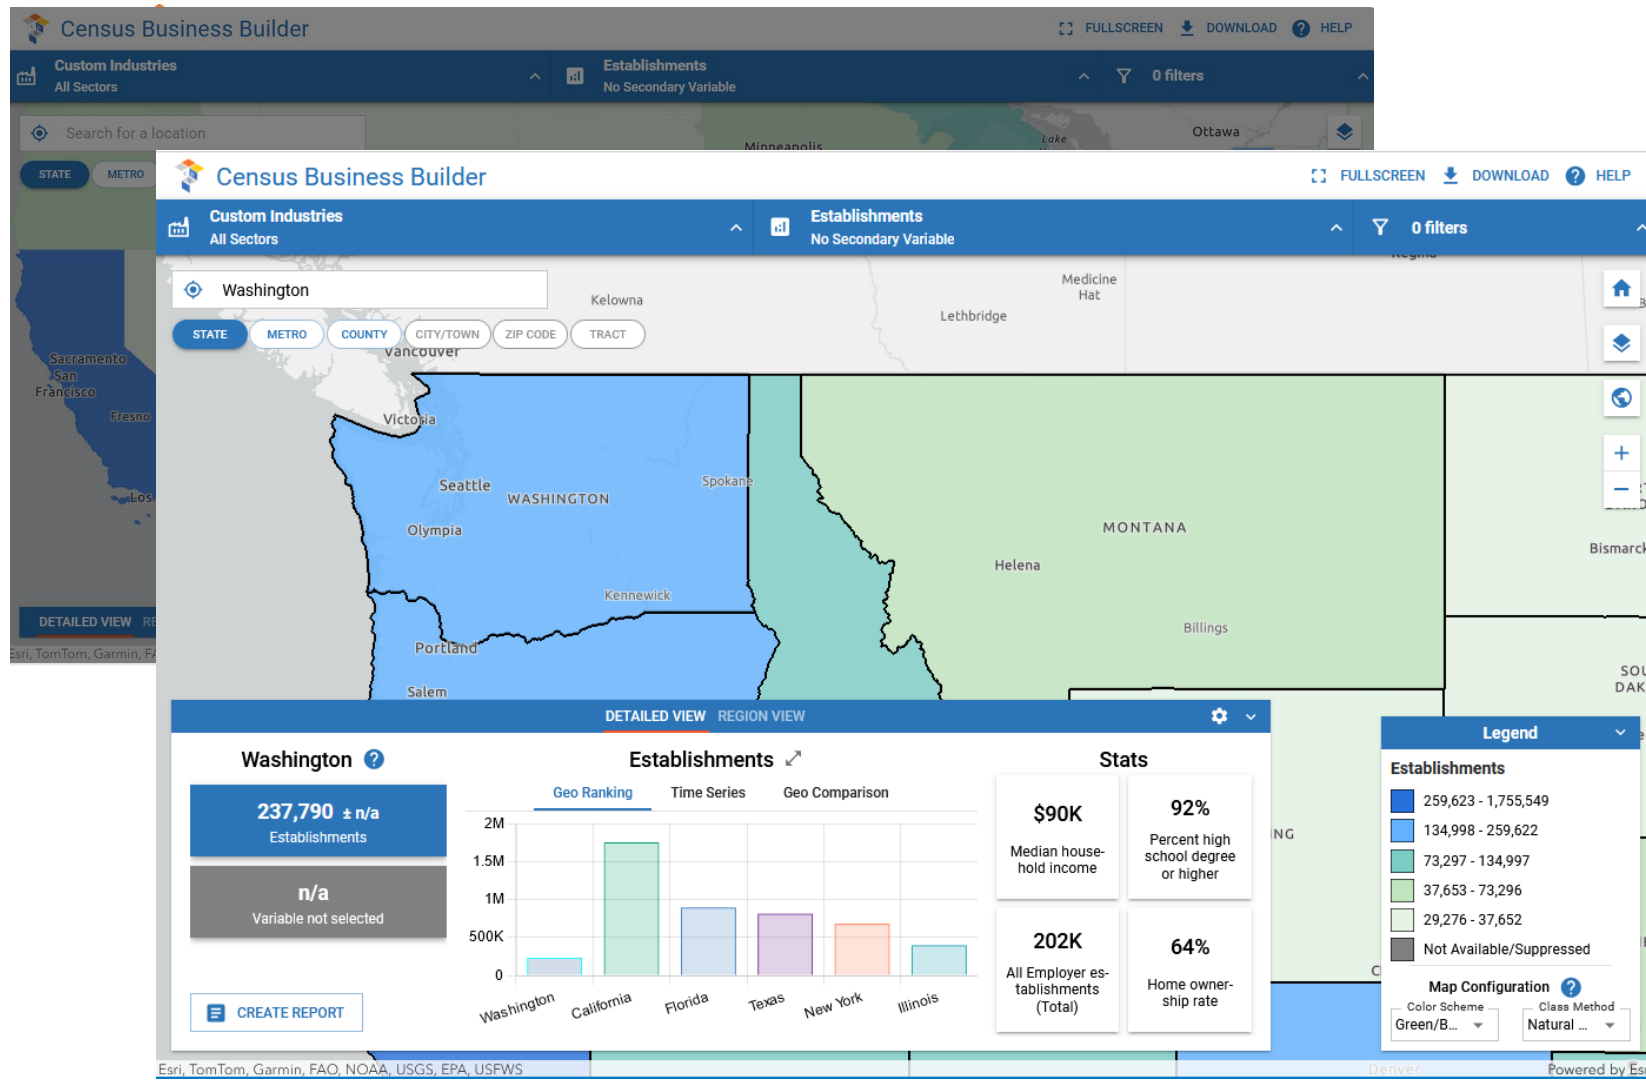 Census Business Builder
FULLSCREEN
DOWNLOAD
HELP
Custom Industries
All Sectors
Establishments
No Secondary Variable
0 filters
Search for a location
Minneapolis
Lake
Ottawa
STATE
METRO
Sacramento
San
Francisco
Fresno
Los
DETAILED VIEW
RE
Esri, TomTom, Garmin, FA
Census Business Builder
FULLSCREEN
DOWNLOAD
HELP
Custom Industries
All Sectors
Establishments
No Secondary Variable
0 filters
Regina
Washington
STATE
METRO
COUNTY
CITY/TOWN
ZIP CODE
TRACT
Kelowna
Medicine
Hat
Lethbridge
Vancouver
Victoria
Seattle
WASHINGTON
Spokane
Olympia
Kennewick
Portland
Salem
MONTANA
Helena
Billings
Bismarck
SOU
DAK
DETAILED VIEW
REGION VIEW
Washington
237,790 ± n/a
Establishments
n/a
Variable not selected
CREATE REPORT
Establishments
Geo Ranking
Time Series
Geo Comparison
2M
1.5M
1M
500K
0
Washington
California
Florida
Texas
New York
Illinois
Stats
$90K
Median house-
hold income
92%
Percent high
school degree
or higher
202K
All Employer es-
tablishments
(Total)
64%
Home owner-
ship rate
ING
Legend
Establishments
259,623 - 1,755,549
134,998 - 259,622
73,297 - 134,997
37,653 - 73,296
29,276 - 37,652
Not Available/Suppressed
Map Configuration
Color Scheme
Green/B...
Class Method
Natural ...
Denver
Esri, TomTom, Garmin, FAO, NOAA, USGS, EPA, USFWS
Powered by Esri